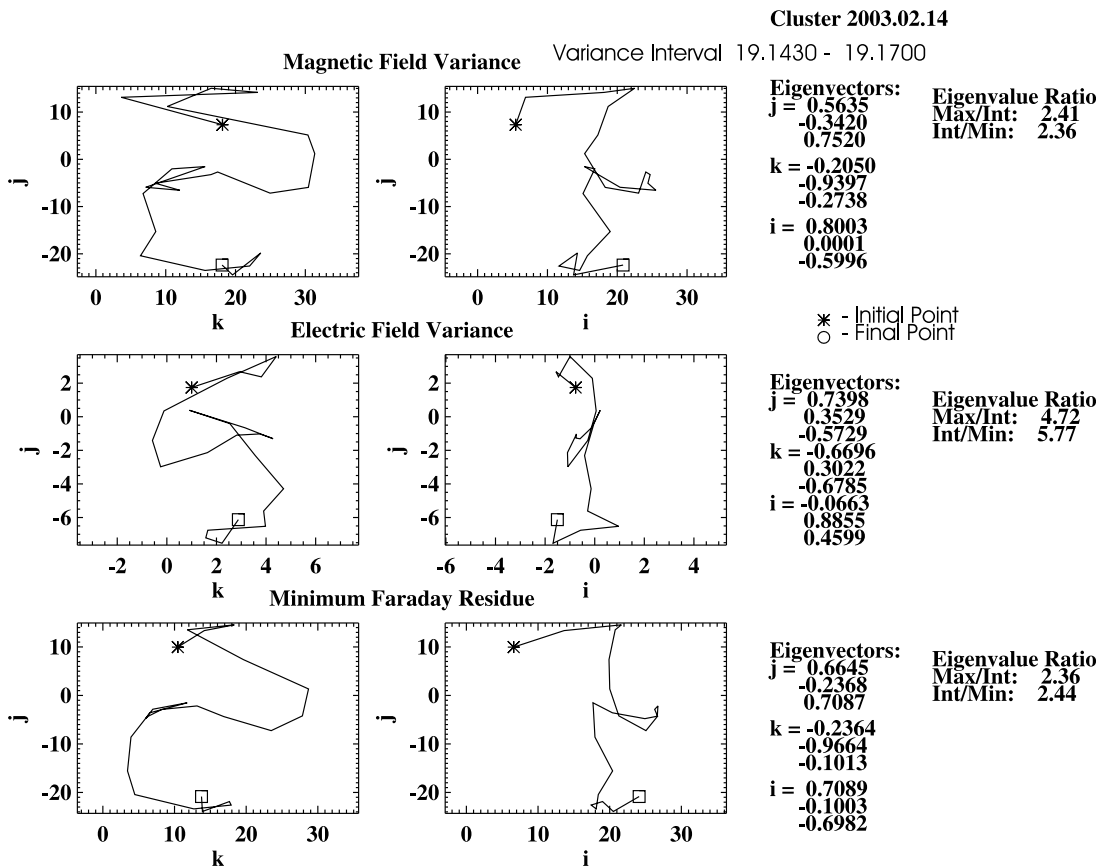 Cluster 2003.02.14
Variance Interval 19.1430 - 19.1700
Magnetic Field Variance
j
10
0
-10
-20
0 10 20 30
k
j
10
0
-10
-20
0 10 20 30
i
Eigenvectors:
j = 0.5635
-0.3420
0.7520
k = -0.2050
-0.9397
-0.2738
i = 0.8003
0.0001
-0.5996
Eigenvalue Ratio
Max/Int: 2.41
Int/Min: 2.36
- Initial Point
- Final Point
Electric Field Variance
j
2
0
-2
-4
-6
-2 0 2 4 6
k
j
2
0
-2
-4
-6
-6 -4 -2 0 2 4
i
Eigenvectors:
j = 0.7398
0.3529
-0.5729
k = -0.6696
0.3022
-0.6785
i = -0.0663
0.8855
0.4599
Eigenvalue Ratio
Max/Int: 4.72
Int/Min: 5.77
Minimum Faraday Residue
j
10
0
-10
-20
0 10 20 30
k
j
10
0
-10
-20
0 10 20 30
i
Eigenvectors:
j = 0.6645
-0.2368
0.7087
k = -0.2364
-0.9664
-0.1013
i = 0.7089
-0.1003
-0.6982
Eigenvalue Ratio
Max/Int: 2.36
Int/Min: 2.44